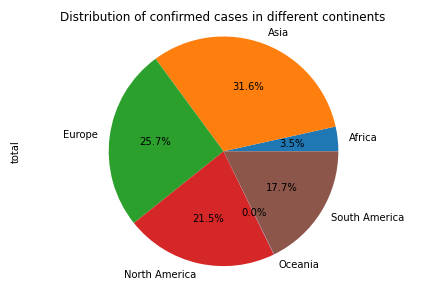 Distribution of confirmed cases in different continents
Asia
31.6%
Europe
25.7%
Africa
3.5%
total
17.7%
21.5%
0.0%
South America
Oceania
North America